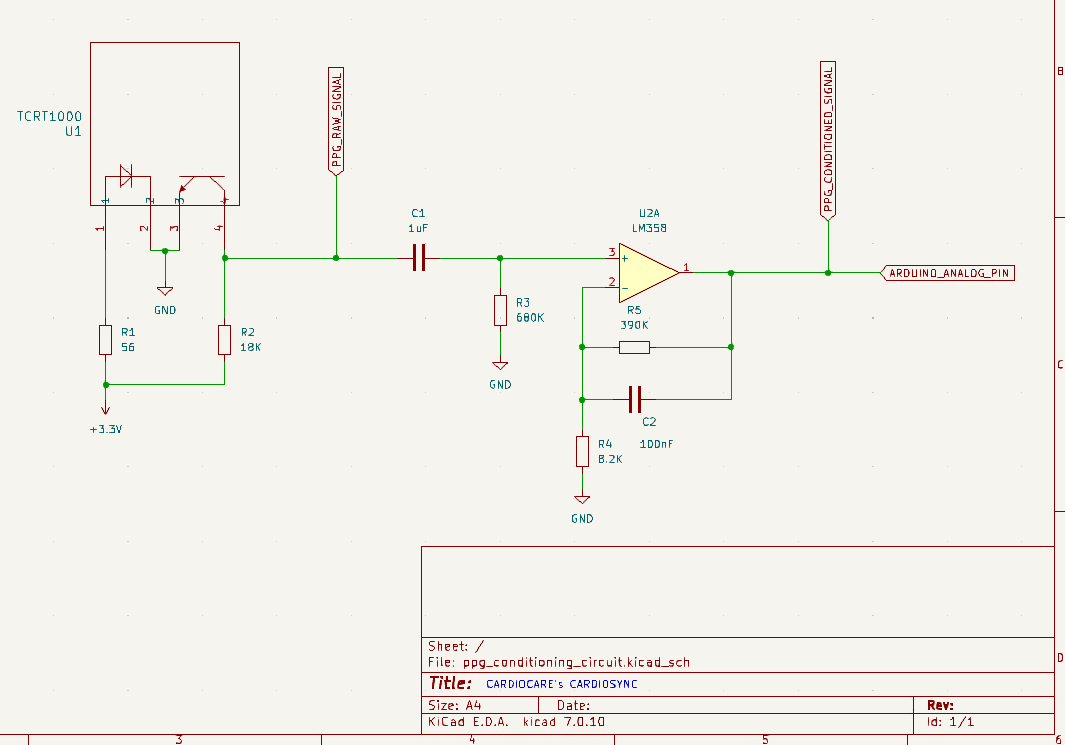 B
TCRT1000
U1
PPG_RAW_SIGNAL
PPG_CONDITIONED_SIGNAL
1
2
3
4
1
2
3
4
C1
1uF
U2A
LM358
3
+
2
-
1
ARDUINO_ANALOG_PIN
GND
R1
56
R2
18K
R3
680K
R5
390K
C
GND
+3.3V
C2
100nF
R4
8.2K
GND
Sheet: /
File: ppg_conditioning_circuit.kicad_sch
D
Title: CARDIOCARE's CARDIOSYNC
Size: A4 Date: Rev:
KiCad E.D.A. kicad 7.0.10 Id: 1/1
3 4 5 6